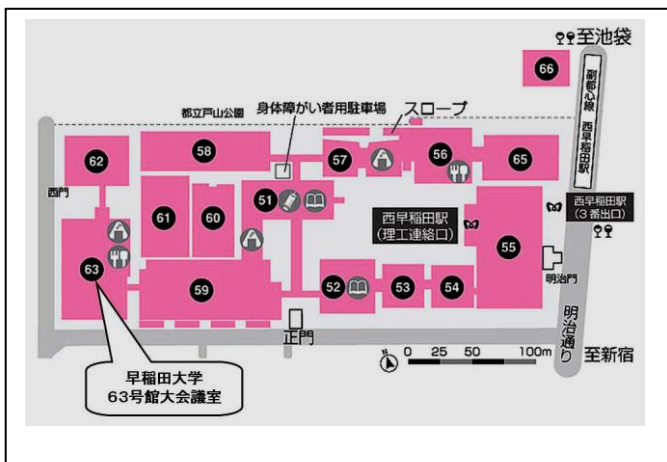 至池袋
66
副都心線 西早稲田駅
都立戸山公園
身体障がい者用駐車場
スロープ
62
58
57
56
65
西門
61
60
51
西早稲田駅
(理工連絡口)
西早稲田駅
(3番出口)
55
63
59
52
53
54
明治門
正門
明治通り
N
0 25 50 100m
至新宿
早稲田大学
63号館大会議室